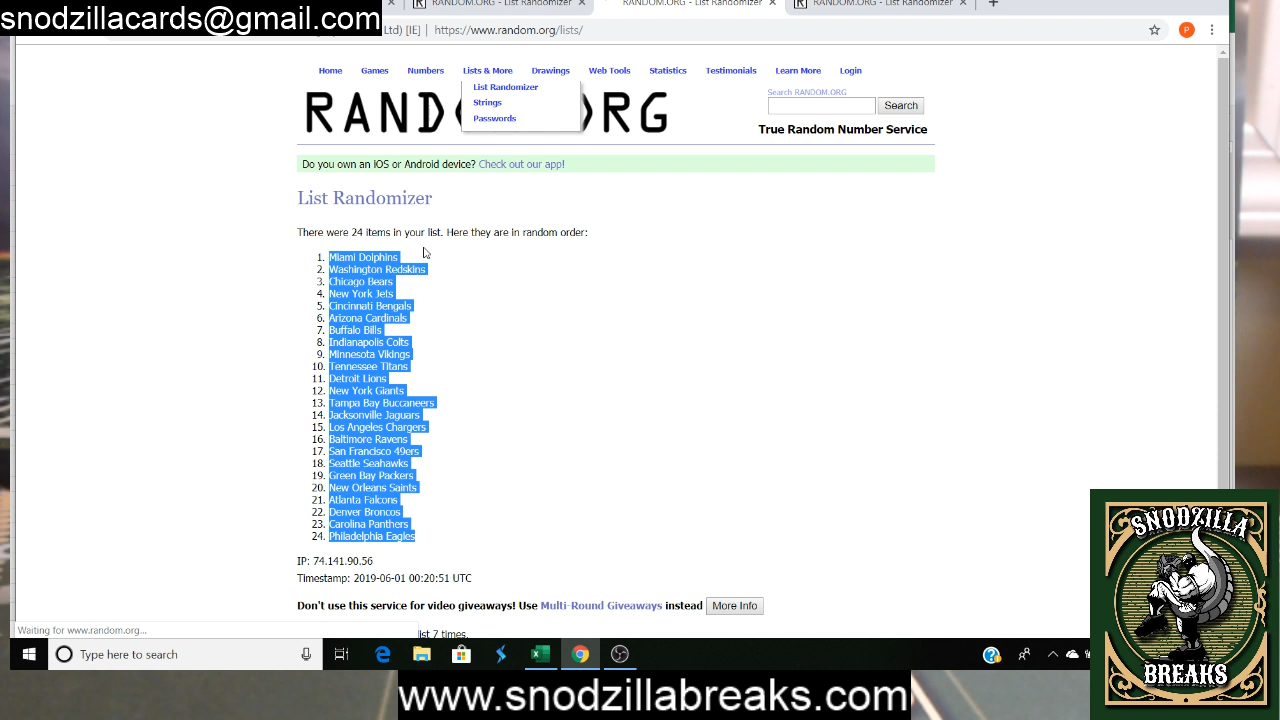 snodzillacards@gmail.com
RANDOM.ORG - List Randomizer
RANDOM.ORG - List Randomizer
RANDOM.ORG - List Randomizer
Ltd) [IE] | https://www.random.org/lists/
Home Games Numbers Lists & More Drawings Web Tools Statistics Testimonials Learn More Login
List Randomizer
Strings
Passwords
RANDOM.ORG
Search RANDOM.ORG
Search
True Random Number Service
Do you own an iOS or Android device? Check out our app!
List Randomizer
There were 24 items in your list. Here they are in random order:
1. Miami Dolphins
2. Washington Redskins
3. Chicago Bears
4. New York Jets
5. Cincinnati Bengals
6. Arizona Cardinals
7. Buffalo Bills
8. Indianapolis Colts
9. Minnesota Vikings
10. Tennessee Titans
11. Detroit Lions
12. New York Giants
13. Tampa Bay Buccaneers
14. Jacksonville Jaguars
15. Los Angeles Chargers
16. Baltimore Ravens
17. San Francisco 49ers
18. Seattle Seahawks
19. Green Bay Packers
20. New Orleans Saints
21. Atlanta Falcons
22. Denver Broncos
23. Carolina Panthers
24. Philadelphia Eagles
IP: 74.141.90.56
Timestamp: 2019-06-01 00:20:51 UTC
Don't use this service for video giveaways! Use Multi-Round Giveaways instead More Info
Waiting for www.random.org...
list 7 times.
Type here to search
SNODZILLA
BREAKS
www.snodzillabreaks.com